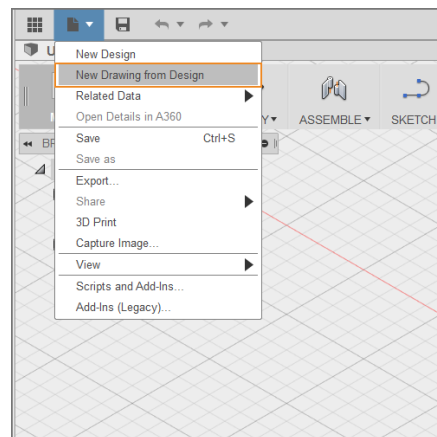 U
New Design
New Drawing from Design
Related Data
Open Details in A360
Save Ctrl+S
Save as
Export...
Share
3D Print
Capture Image...
View
Scripts and Add-Ins...
Add-Ins (Legacy)...
M
Y
ASSEMBLE
SKETCH
BR